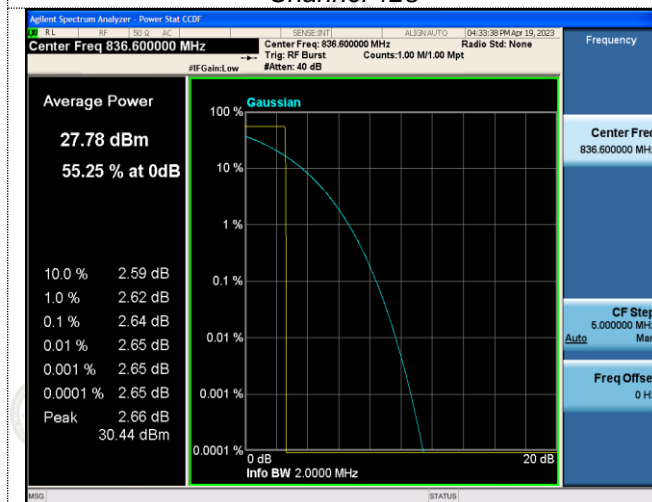 Agilent Spectrum Analyzer - Power Stat CCDF
RL RF 50 Ω AC SENSE:INT ALIGNAUTO 04:33:38 PM Apr 19, 2023
Center Freq 836.600000 MHz
Center Freq: 836.600000 MHz Radio Std: None
Trig: RF Burst Counts:1.00 M/1.00 Mpt
#IFGain:Low #Atten: 40 dB
Frequency
Average Power
27.78 dBm
55.25 % at 0dB
10.0 % 2.59 dB
1.0 % 2.62 dB
0.1 % 2.64 dB
0.01 % 2.65 dB
0.001 % 2.65 dB
0.0001 % 2.65 dB
Peak 2.66 dB
30.44 dBm
Gaussian
100 %
10 %
1 %
0.1 %
0.01 %
0.001 %
0.0001 %
0 dB 20 dB
Info BW 2.0000 MHz
Center Freq
836.600000 MH
CF Step
5.000000 MH
Auto Ma
Freq Offse
0 H
MSG STATUS